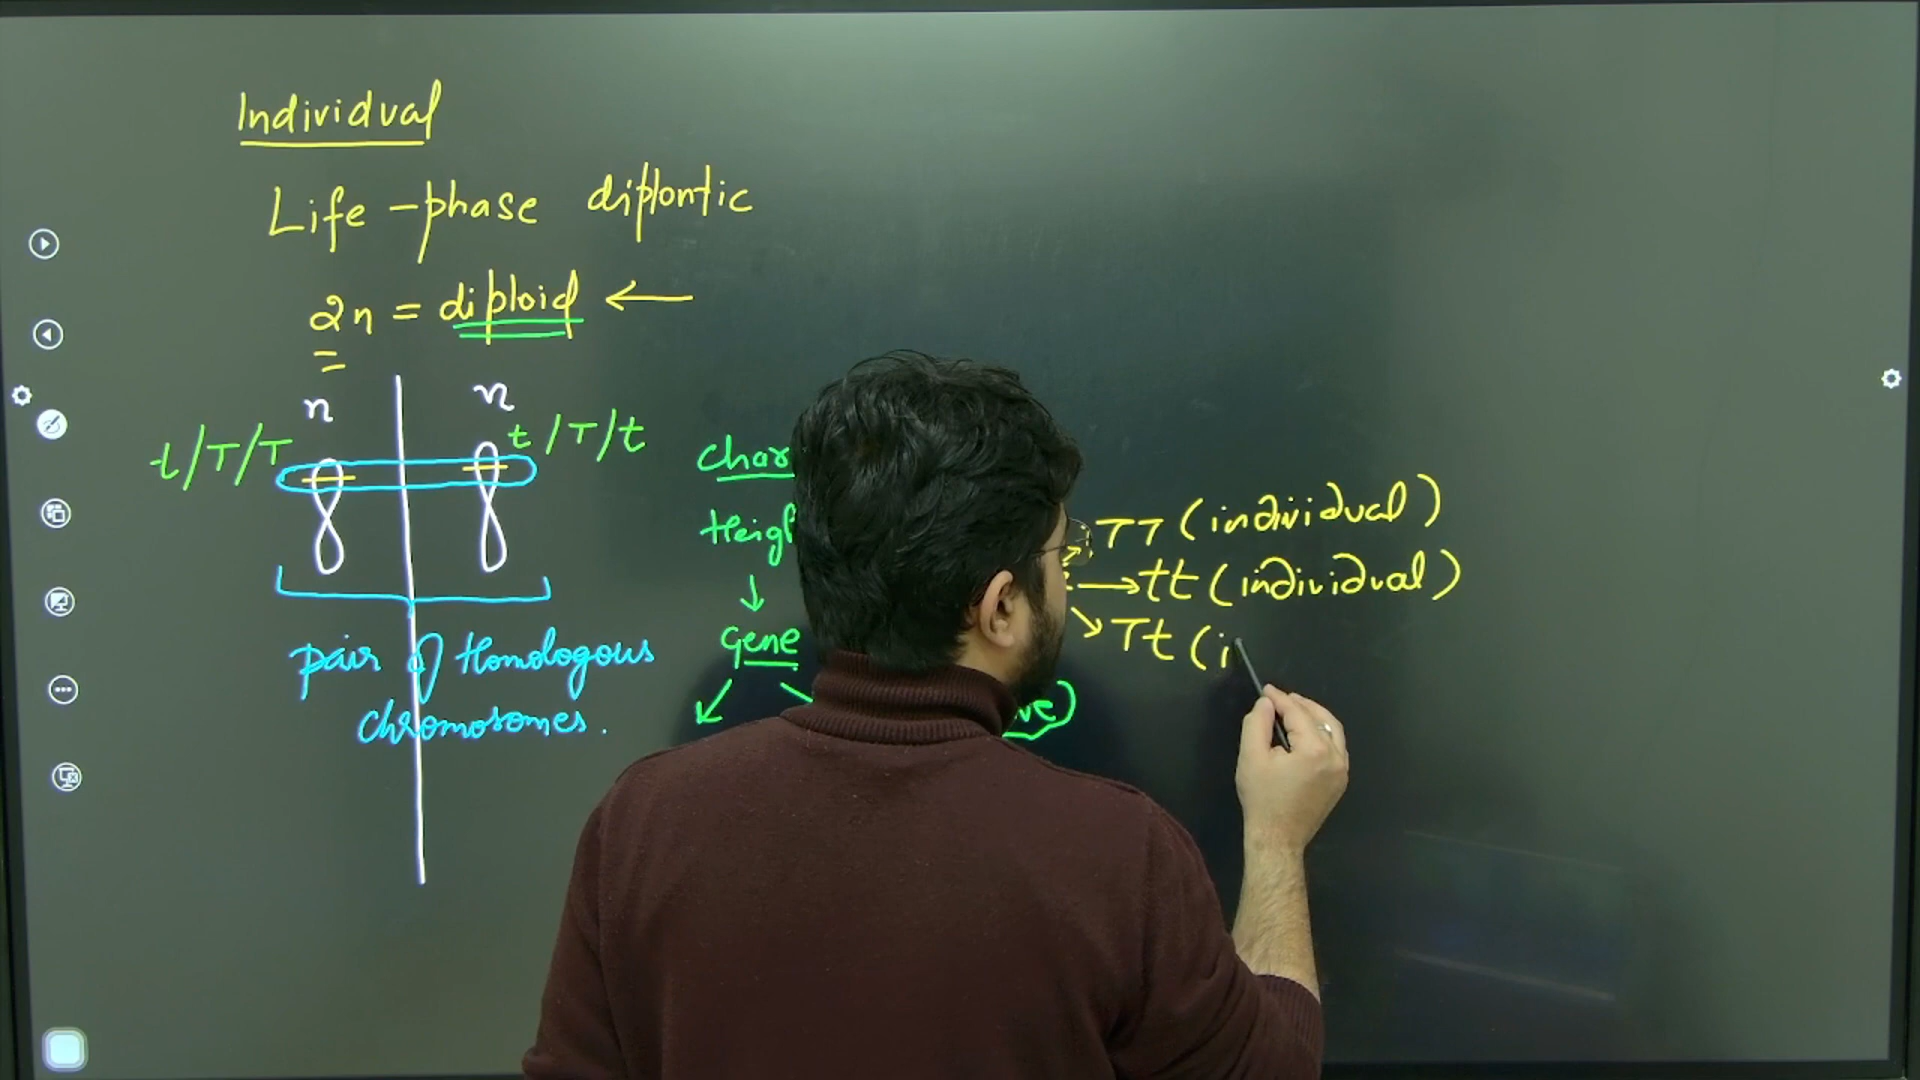 Individual
Life - phase diplontic
2n = diploid ←
n n
t/T/T t/T/t
pair of Homologous
chromosomes.
Gene
TT (individual)
→ tt (individual)
Tt (i